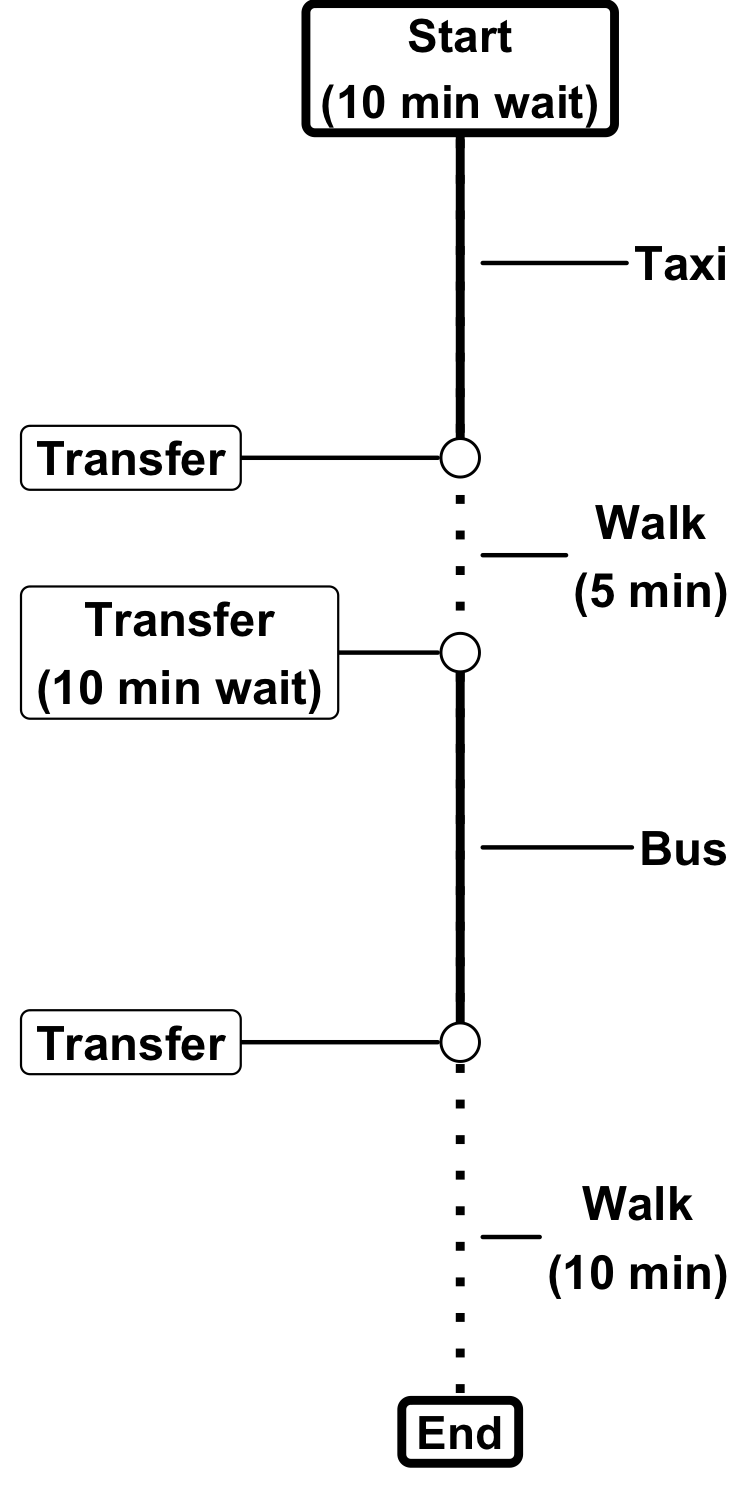 Start
(10 min wait)
Taxi
Transfer
Walk
(5 min)
Transfer
(10 min wait)
Bus
Transfer
Walk
(10 min)
End